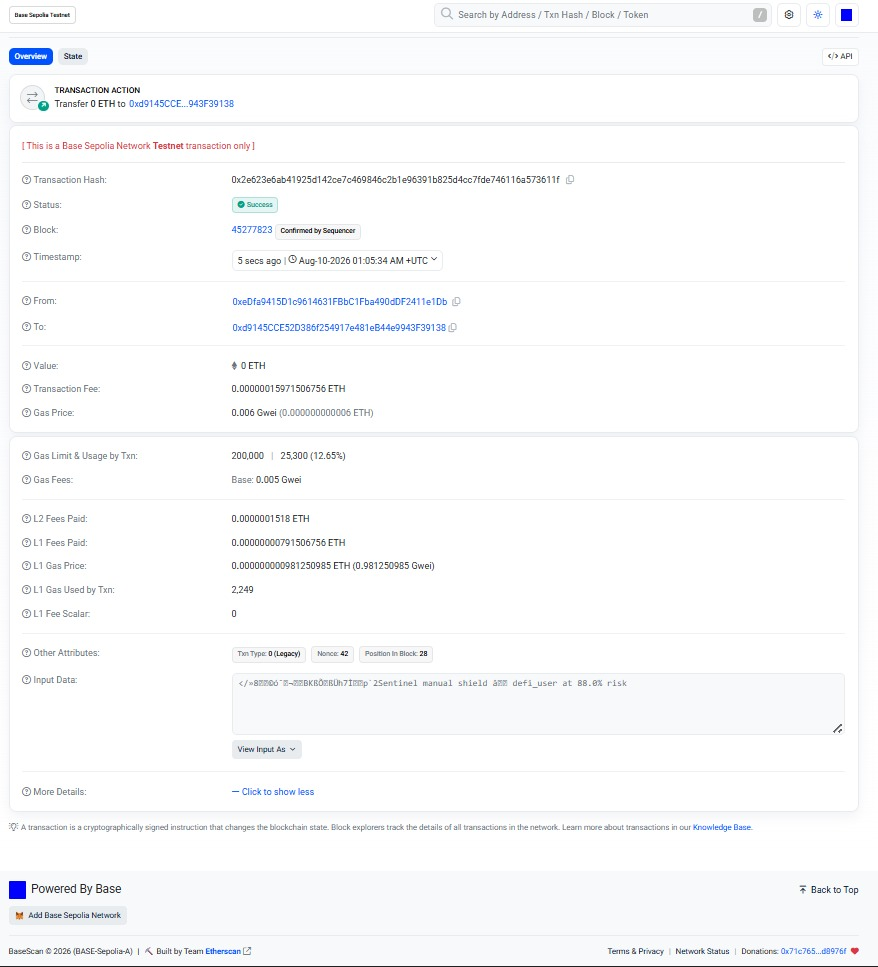 Base Sepolia Testnet
Search by Address / Txn Hash / Block / Token /
Overview State
</> API
TRANSACTION ACTION
Transfer 0 ETH to 0xd9145CCE...943F39138
[ This is a Base Sepolia Network Testnet transaction only ]
Transaction Hash: 0x2e623e6ab41925d142ce7c469846c2b1e96391b825d4cc7fde746116a573611f
Status: Success
Block: 45277823 Confirmed by Sequencer
Timestamp: 5 secs ago | Aug-10-2026 01:05:34 AM +UTC
From: 0xeDfa9415D1c9614631FBbC1Fba490dDF2411e1Db
To: 0xd9145CCE52D386f254917e481eB44e9943F39138
Value: 0 ETH
Transaction Fee: 0.00000015971506756 ETH
Gas Price: 0.006 Gwei (0.000000000006 ETH)
Gas Limit & Usage by Txn: 200,000 | 25,300 (12.65%)
Gas Fees: Base: 0.005 Gwei
L2 Fees Paid: 0.0000001518 ETH
L1 Fees Paid: 0.00000000791506756 ETH
L1 Gas Price: 0.000000000981250985 ETH (0.981250985 Gwei)
L1 Gas Used by Txn: 2,249
L1 Fee Scalar: 0
Other Attributes: Txn Type: 0 (Legacy) Nonce: 42 Position In Block: 28
Input Data: Sentinel manual shield defi_user at 88.0% risk
View Input As
More Details: — Click to show less
A transaction is a cryptographically signed instruction that changes the blockchain state. Block explorers track the details of all transactions in the network. Learn more about transactions in our Knowledge Base.
Powered By Base
Back to Top
Add Base Sepolia Network
BaseScan © 2026 (BASE-Sepolia-A) | Built by Team Etherscan
Terms & Privacy | Network Status | Donations: 0x71c765...d8976f